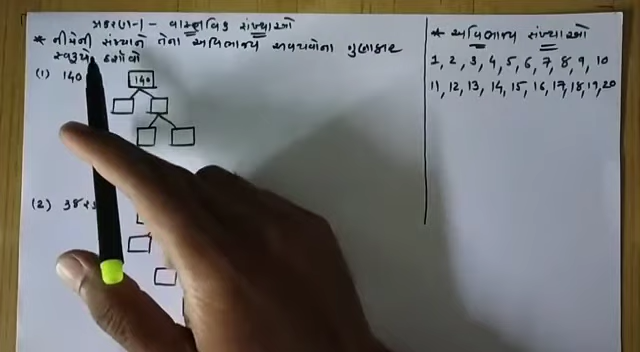 પ્રકરણ-1 - વાસ્તવિક સંખ્યાઓ
* નીચેની સંખ્યાને તેના અવિભાજ્ય અવયવોના ગુણાકાર
સ્વરૂપે દર્શાવો
(1) 140
140
(2)
* અવિભાજ્ય સંખ્યાઓ
1, 2, 3, 4, 5, 6, 7, 8, 9, 10
11, 12, 13, 14, 15, 16, 17, 18, 19, 20